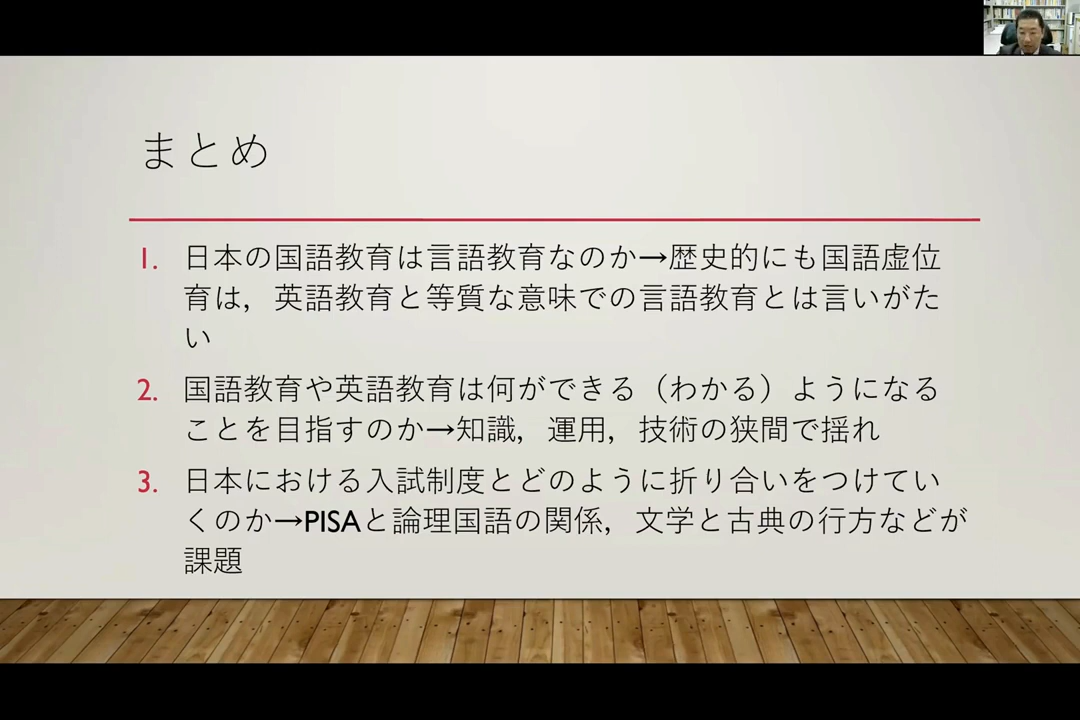 まとめ
1. 日本の国語教育は言語教育なのか→歴史的にも国語虚位
育は，英語教育と等質な意味での言語教育とは言いがた
い
2. 国語教育や英語教育は何ができる（わかる）ようになる
ことを目指すのか→知識，運用，技術の狭間で揺れ
3. 日本における入試制度とどのように折り合いをつけてい
くのか→PISAと論理国語の関係，文学と古典の行方などが
課題